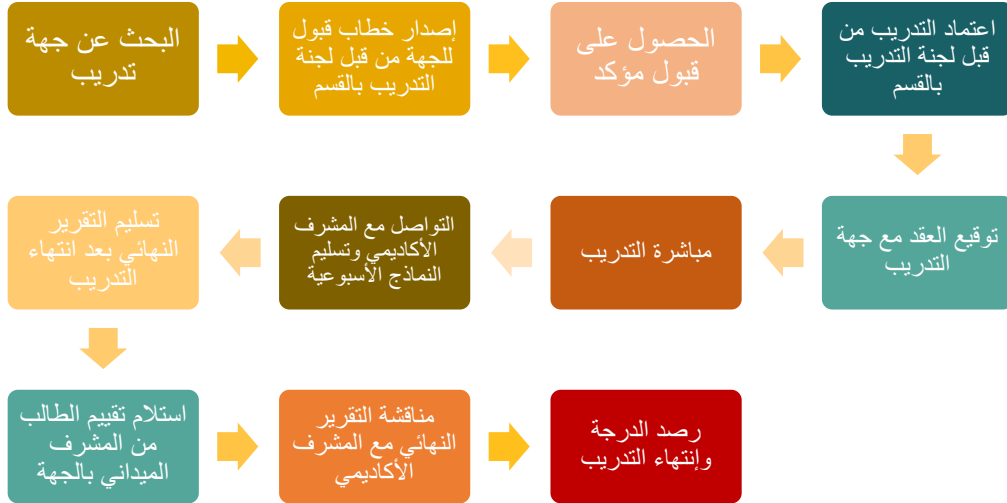 البحث عن جهة
تدريب
إصدار خطاب قبول
للجهة من قبل لجنة
التدريب بالقسم
الحصول على
قبول مؤكد
اعتماد التدريب من
قبل لجنة التدريب
بالقسم
توقيع العقد مع جهة
التدريب
مباشرة التدريب
التواصل مع المشرف
الأكاديمي وتسليم
النماذج الأسبوعية
تسليم التقرير
النهائي بعد انتهاء
التدريب
استلام تقييم الطالب
من المشرف
الميداني بالجهة
مناقشة التقرير
النهائي مع المشرف
الأكاديمي
رصد الدرجة
وإنتهاء التدريب